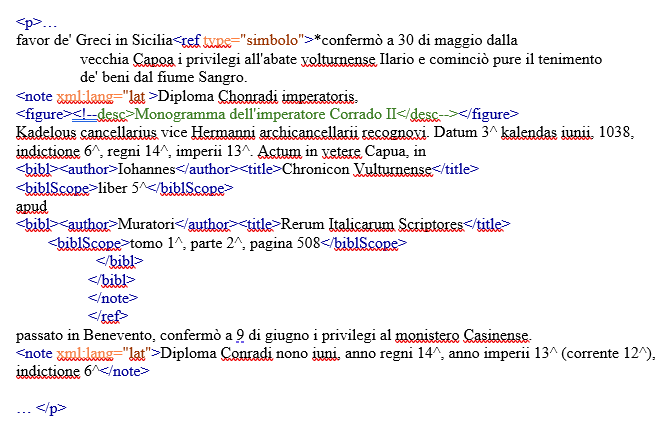 <p>…
favor de' Greci in Sicilia<ref type="simbolo">*confermò a 30 di maggio dalla
vecchia Capoa i privilegi all'abate volturnense Ilario e cominciò pure il tenimento
de' beni dal fiume Sangro.
<note xml:lang="lat >Diploma Chonradi imperatoris,
<figure><!--desc>Monogramma dell'imperatore Corrado II</desc--></figure>
Kadelous cancellarius vice Hermanni archicancellarii recognovi. Datum 3^ kalendas iunii, 1038,
indictione 6^, regni 14^, imperii 13^. Actum in vetere Capua, in
<bibl><author>Iohannes</author><title>Chronicon Vulturnense</title>
<biblScope>liber 5^</biblScope>
apud
<bibl><author>Muratori</author><title>Rerum Italicarum Scriptores</title>
<biblScope>tomo 1^, parte 2^, pagina 508</biblScope>
</bibl>
</bibl>
</note>
</ref>
passato in Benevento, confermò a 9 di giugno i privilegi al monistero Casinense.
<note xml:lang="lat">Diploma Conradi nono iuni, anno regni 14^, anno imperii 13^ (corrente 12^),
indictione 6^</note>
… </p>